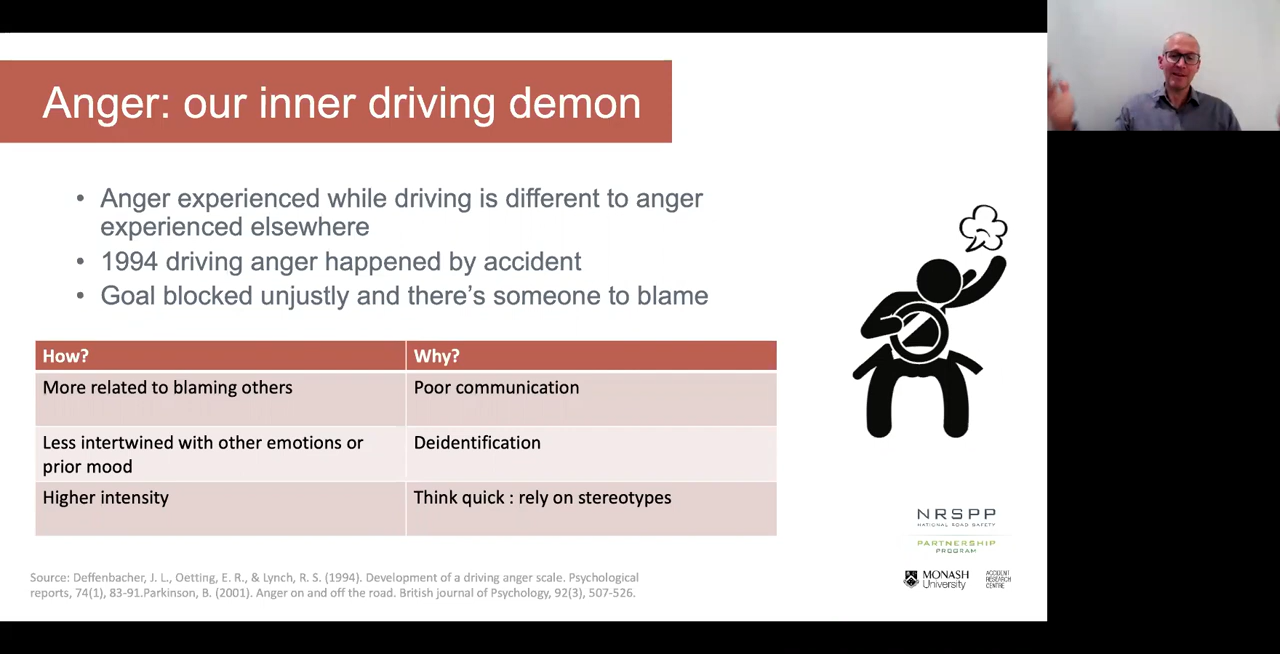 Anger: our inner driving demon
• Anger experienced while driving is different to anger
experienced elsewhere
• 1994 driving anger happened by accident
• Goal blocked unjustly and there's someone to blame
How? Why?
More related to blaming others Poor communication
Less intertwined with other emotions or Deidentification
prior mood
Higher intensity Think quick : rely on stereotypes
NRSPP
NATIONAL ROAD SAFETY
PARTNERSHIP
PROGRAM
MONASH
University
ACCIDENT
RESEARCH
CENTRE
Source: Deffenbacher, J. L., Oetting, E. R., & Lynch, R. S. (1994). Development of a driving anger scale. Psychological
reports, 74(1), 83-91.Parkinson, B. (2001). Anger on and off the road. British journal of Psychology, 92(3), 507-526.